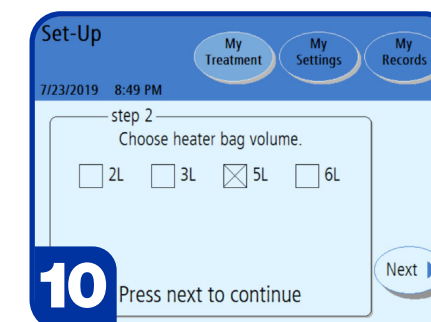 Set-Up
My Treatment
My Settings
My Records
7/23/2019 8:49 PM
step 2
Choose heater bag volume.
2L 3L 5L 6L
Next
10
Press next to continue